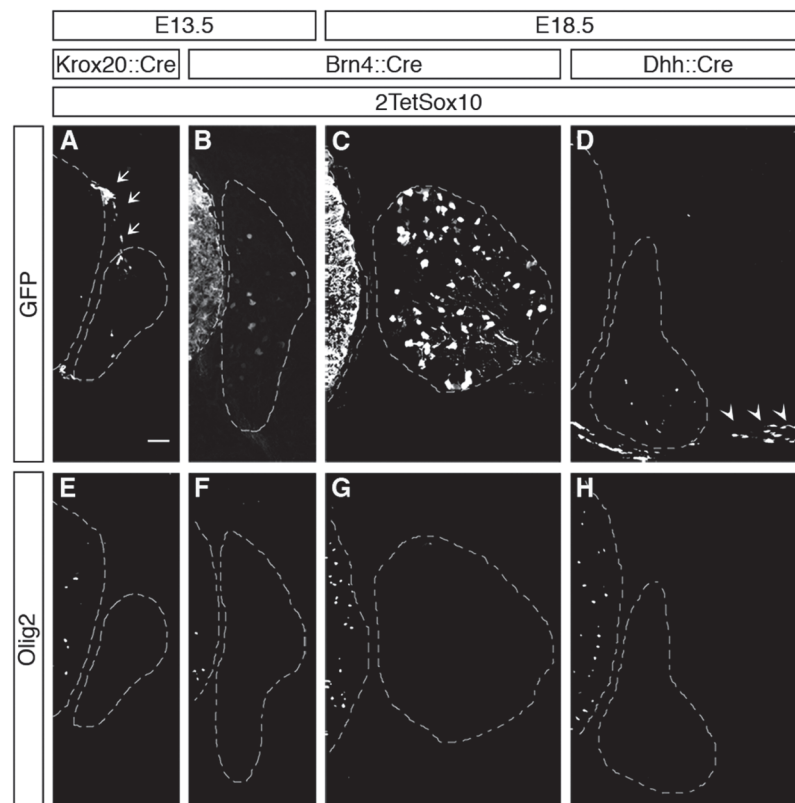 E13.5 E18.5
Krox20::Cre Brn4::Cre Dhh::Cre
2TetSox10
GFP
A B C D
Olig2
E F G H